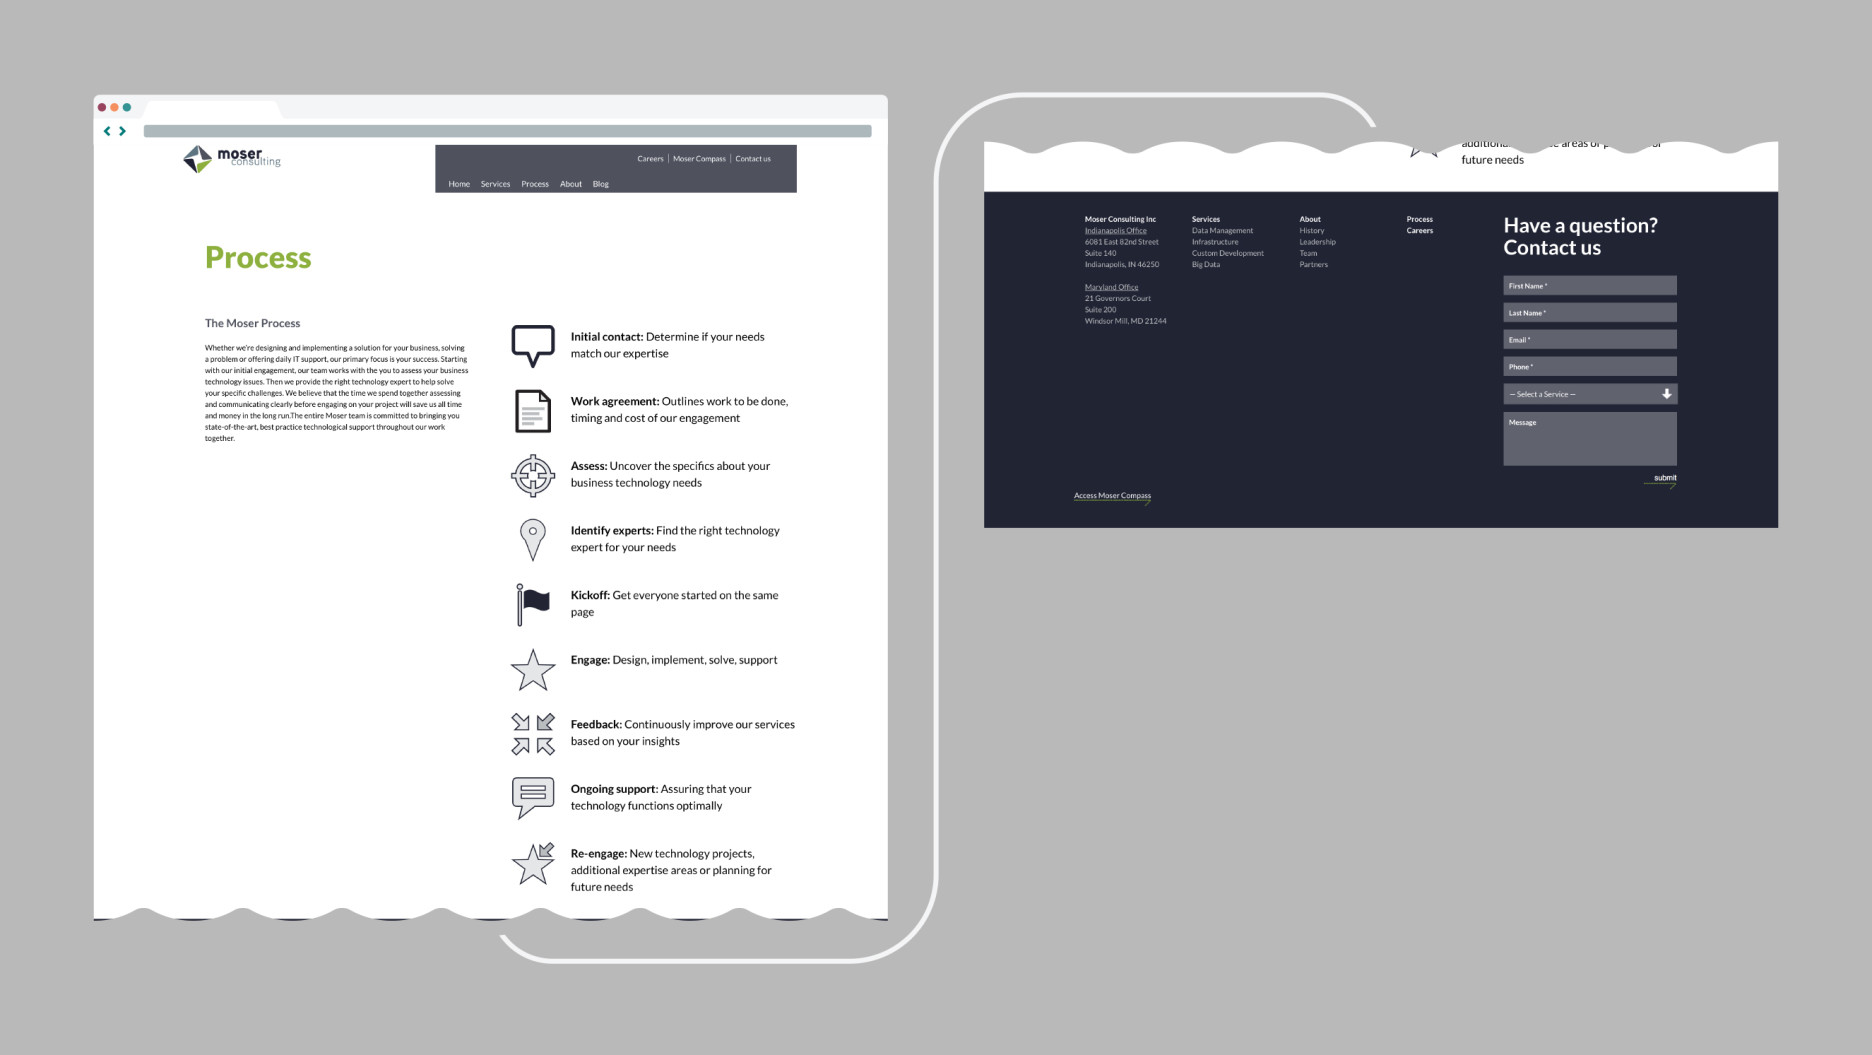 moser
consulting
Careers | Moser Compass | Contact us
Home Services Process About Blog
Process
The Moser Process
Whether we're designing and implementing a solution for your business, solving
a problem or offering daily IT support, our primary focus is your success. Starting
with our initial engagement, our team works with the you to assess your business
technology issues. Then we provide the right technology expert to help solve
your specific challenges. We believe that the time we spend together assessing
and communicating clearly before engaging on your project will save us all time
and money in the long run.The entire Moser team is committed to bringing you
state-of-the-art, best practice technological support throughout our work
together.
Initial contact: Determine if your needs
match our expertise
Work agreement: Outlines work to be done,
timing and cost of our engagement
Assess: Uncover the specifics about your
business technology needs
Identify experts: Find the right technology
expert for your needs
Kickoff: Get everyone started on the same
page
Engage: Design, implement, solve, support
Feedback: Continuously improve our services
based on your insights
Ongoing support: Assuring that your
technology functions optimally
Re-engage: New technology projects,
additional expertise areas or planning for
future needs
areas or
future needs
Moser Consulting Inc
Indianapolis Office
6081 East 82nd Street
Suite 140
Indianapolis, IN 46250
Maryland Office
21 Governors Court
Suite 200
Windsor Mill, MD 21244
Services
Data Management
Infrastructure
Custom Development
Big Data
About
History
Leadership
Team
Partners
Process
Careers
Have a question?
Contact us
First Name *
Last Name *
Email *
Phone *
— Select a Service —
Message
submit
Access Moser Compass